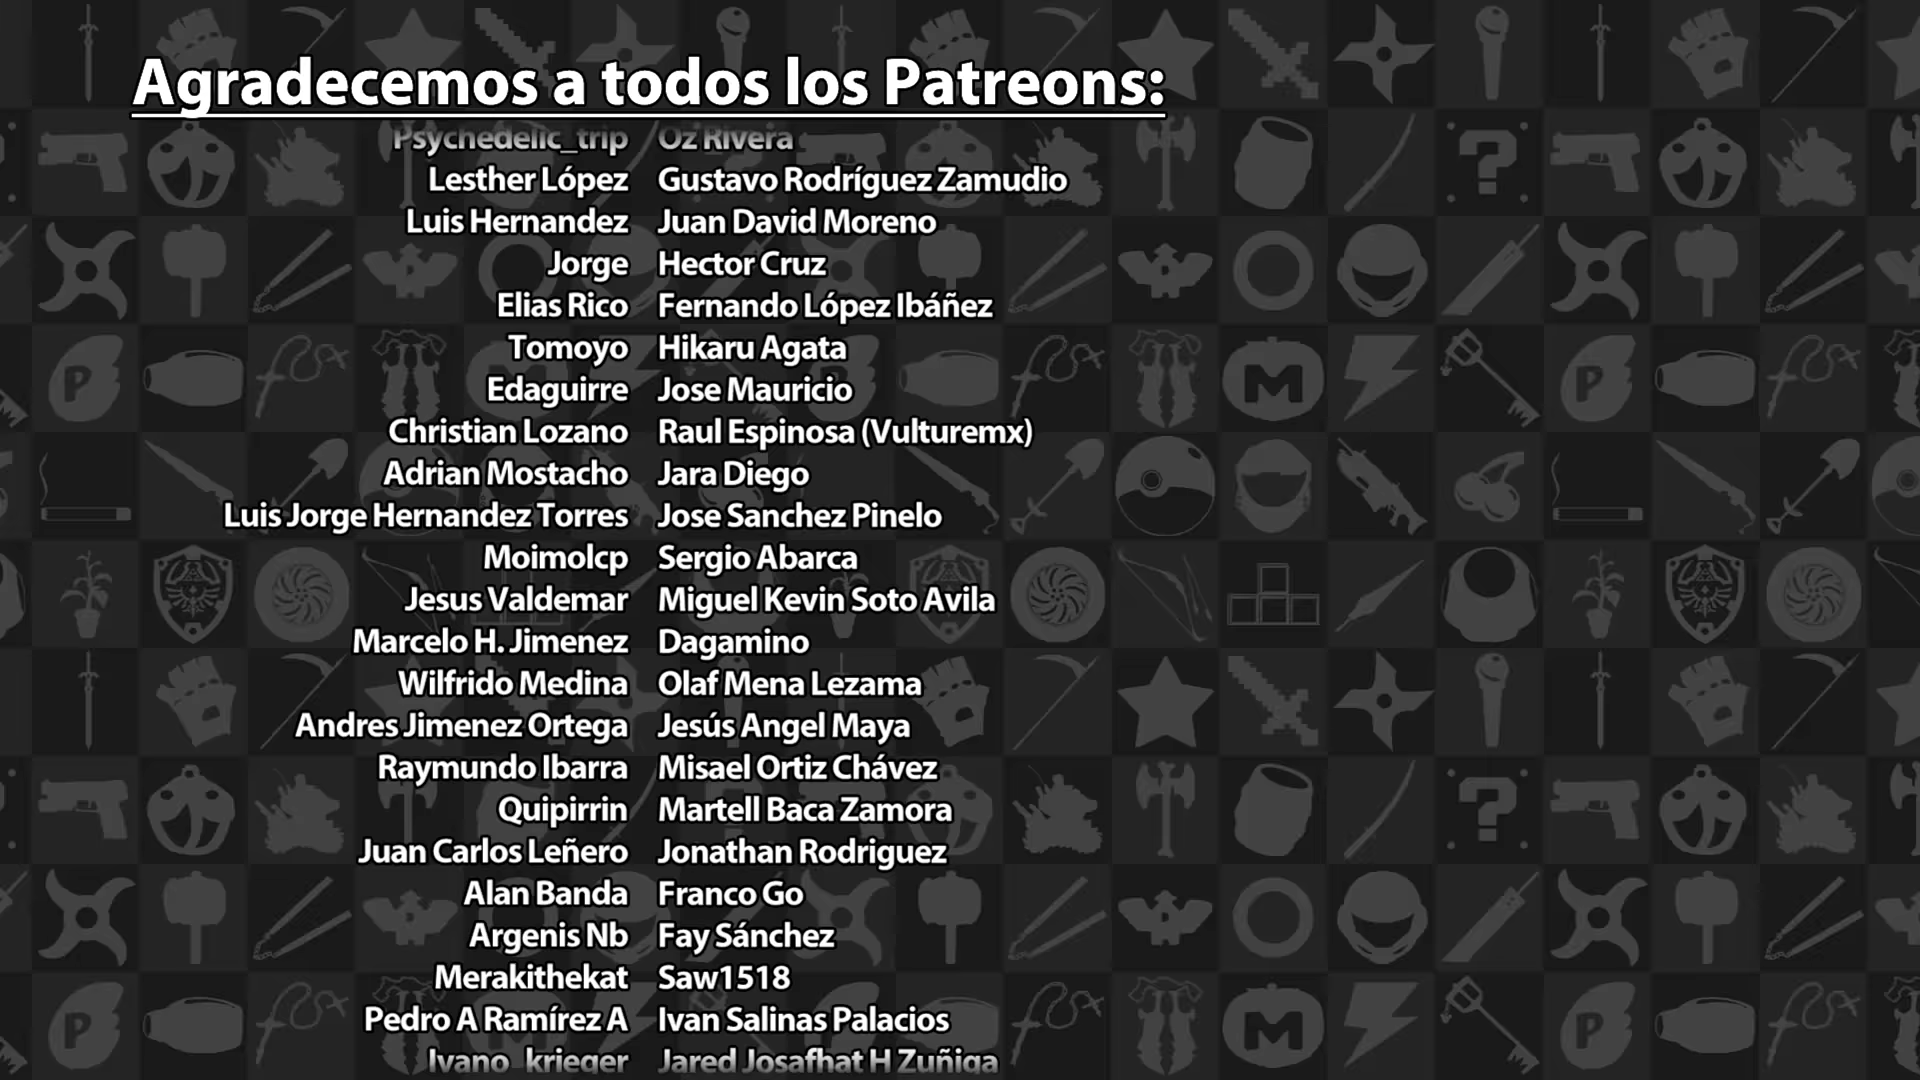 Agradecemos a todos los Patreons:
Psychedelic_trip Oz Rivera
Lesther López Gustavo Rodríguez Zamudio
Luis Hernandez Juan David Moreno
Jorge Hector Cruz
Elias Rico Fernando López Ibáñez
Tomoyo Hikaru Agata
Edaguirre Jose Mauricio
Christian Lozano Raul Espinosa (Vulturemx)
Adrian Mostacho Jara Diego
Luis Jorge Hernandez Torres Jose Sanchez Pinelo
Moimolcp Sergio Abarca
Jesus Valdemar Miguel Kevin Soto Avila
Marcelo H. Jimenez Dagamino
Wilfrido Medina Olaf Mena Lezama
Andres Jimenez Ortega Jesús Angel Maya
Raymundo Ibarra Misael Ortiz Chávez
Quipirrin Martell Baca Zamora
Juan Carlos Leñero Jonathan Rodriguez
Alan Banda Franco Go
Argenis Nb Fay Sánchez
Merakithekat Saw1518
Pedro A Ramírez A Ivan Salinas Palacios
Ivano_krieger Jared Josafhat H Zuñiga